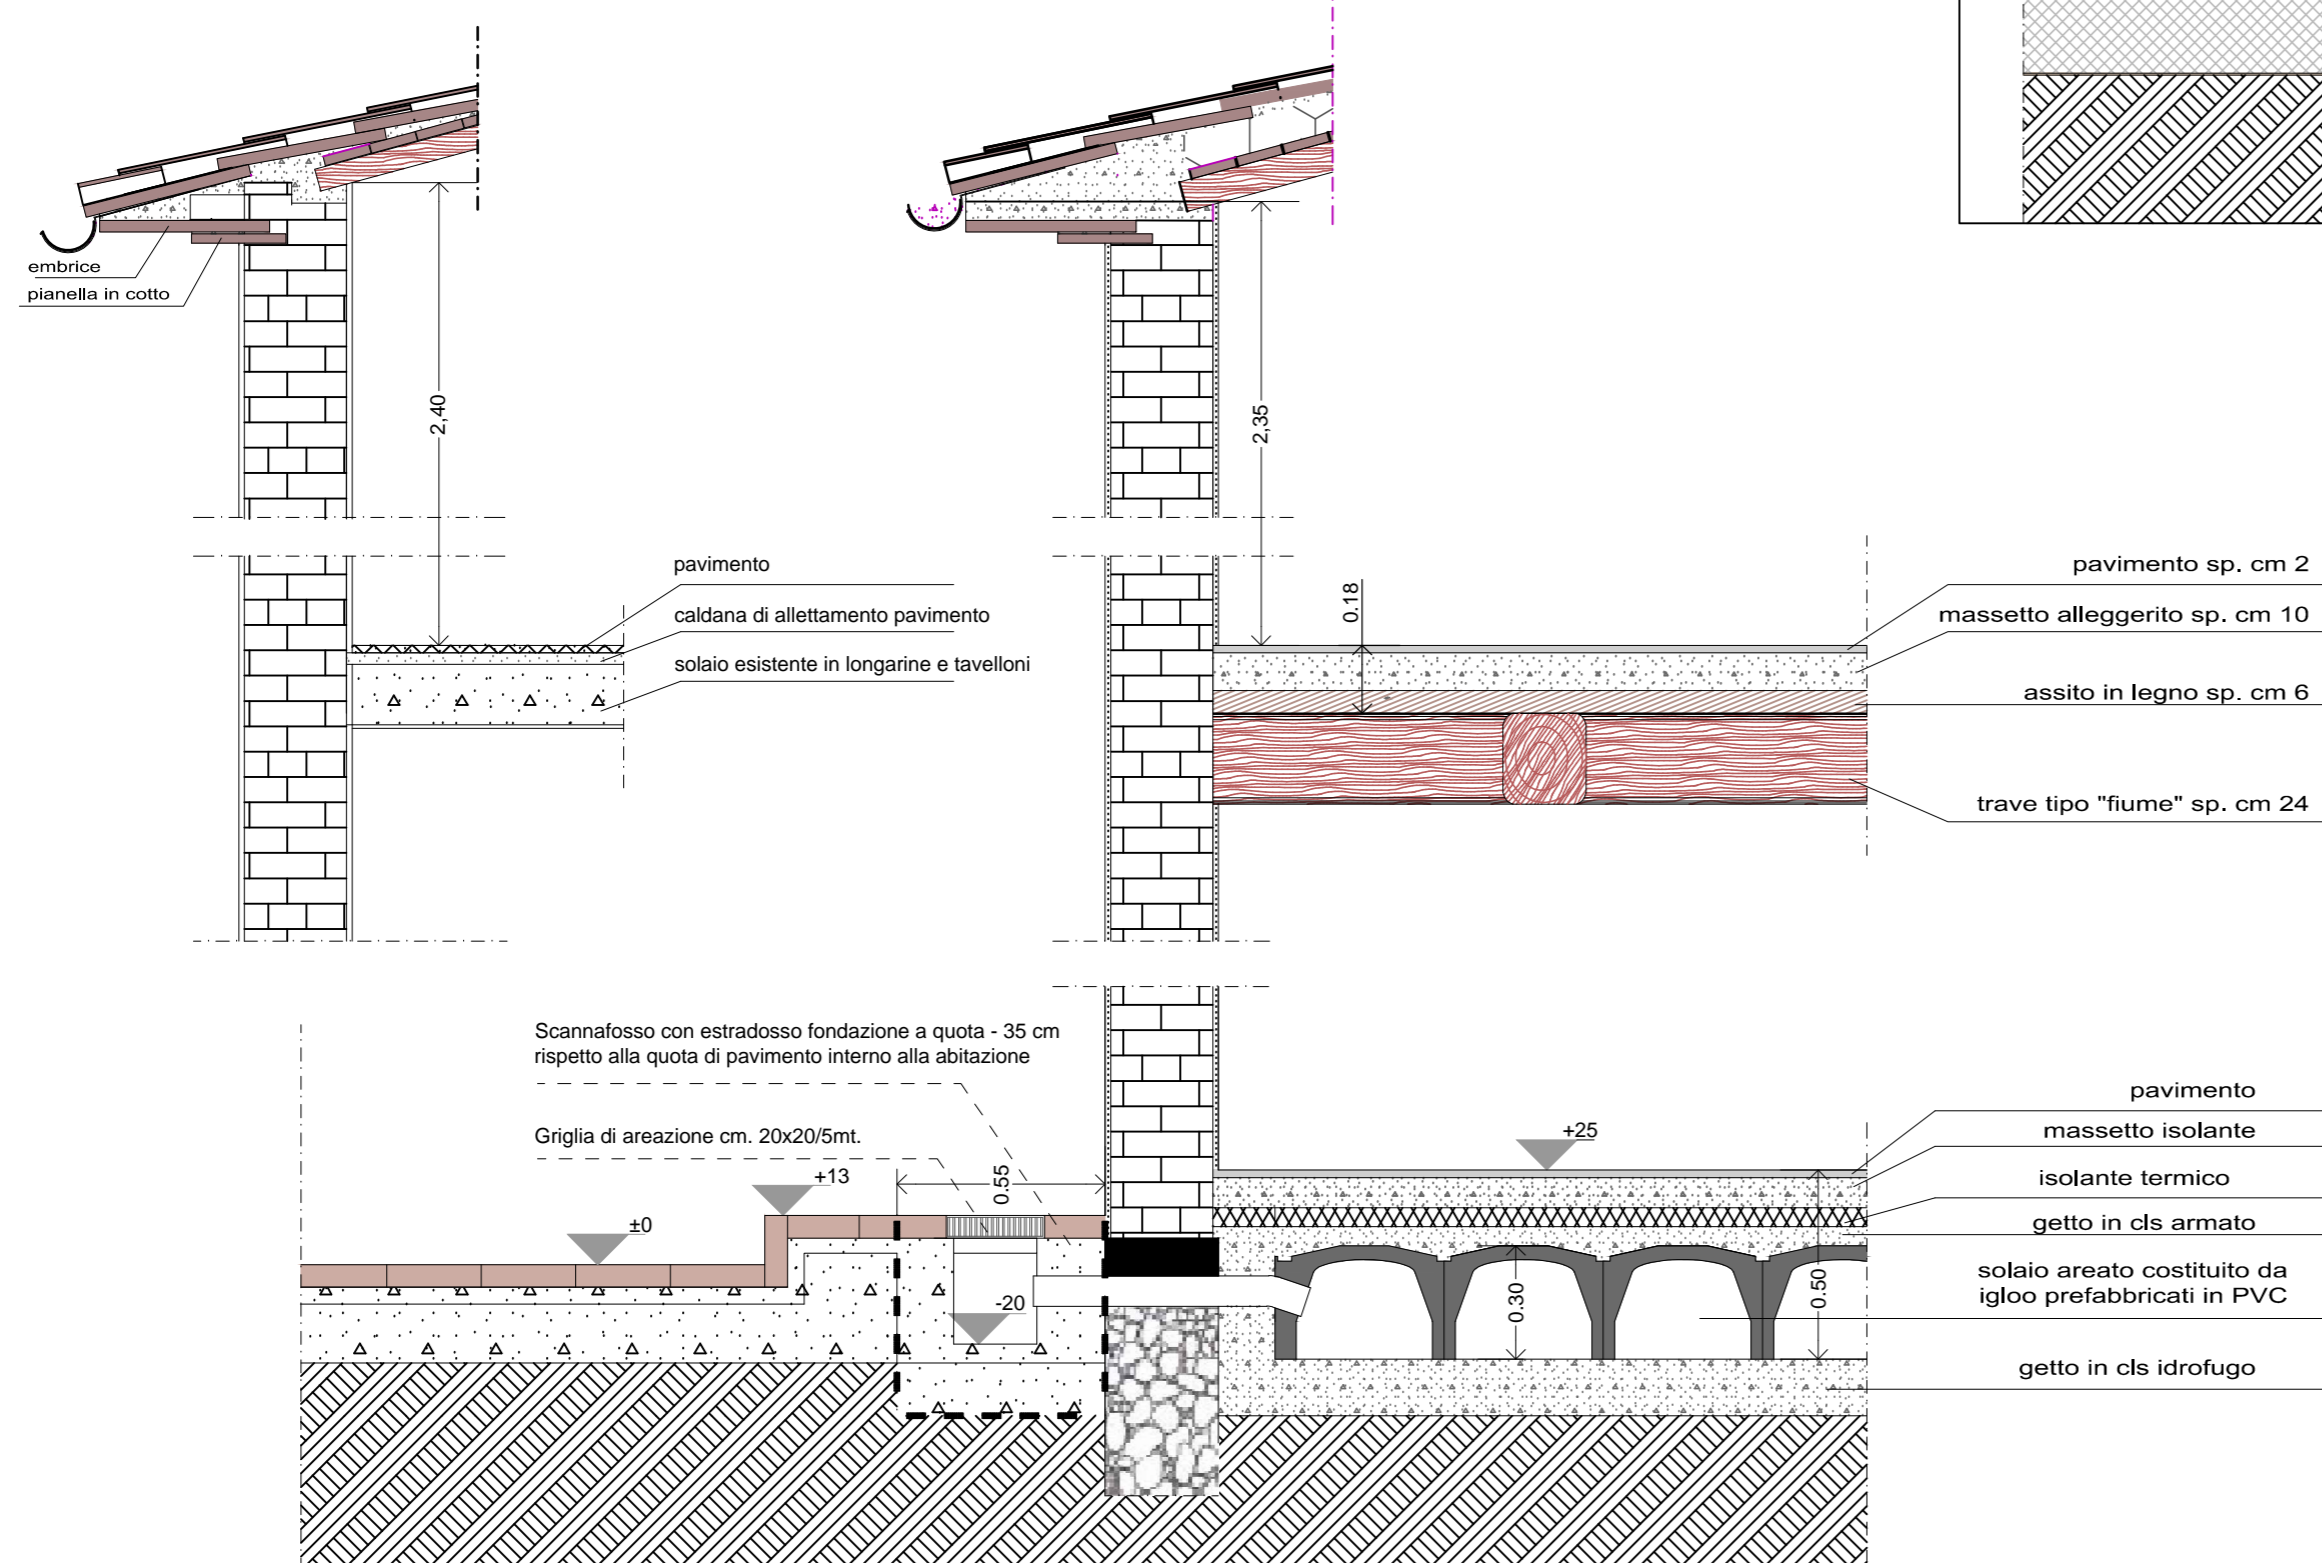 embrice
pianella in cotto
2,40
2,35
pavimento
caldana di allettamento pavimento
solaio esistente in longarine e tavelloni
0.18
pavimento sp. cm 2
massetto alleggerito sp. cm 10
assito in legno sp. cm 6
trave tipo "fiume" sp. cm 24
Scannafosso con estradosso fondazione a quota - 35 cm
rispetto alla quota di pavimento interno alla abitazione
Griglia di areazione cm. 20x20/5mt.
+13
±0
0.55
-20
+25
0.30
0.50
pavimento
massetto isolante
isolante termico
getto in cls armato
solaio areato costituito da
igloo prefabbricati in PVC
getto in cls idrofugo